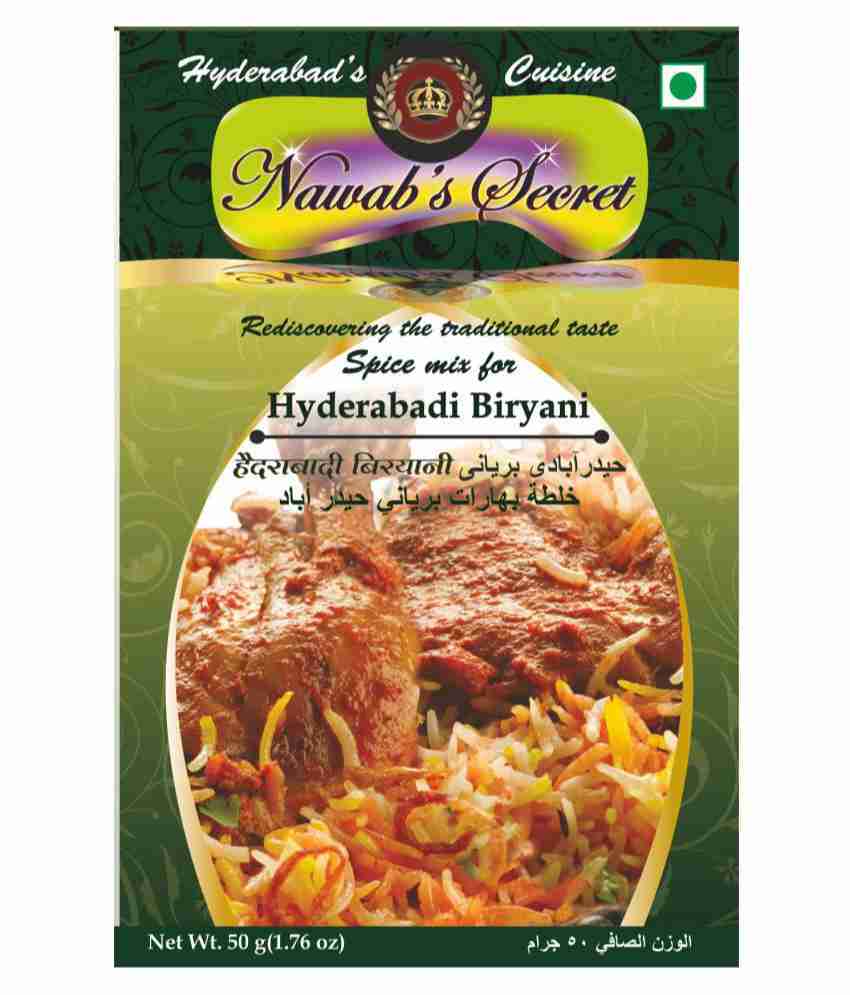 Hyderabad's Cuisine
Nawab's Secret
Rediscovering the traditional taste
Spice mix for
Hyderabadi Biryani
हैदराबादी बिरयानी حیدرآبادی بریانی
خلطة بهارات برياني حيدر أباد
Net Wt. 50 g(1.76 oz) الوزن الصافي ٥٠ جرام